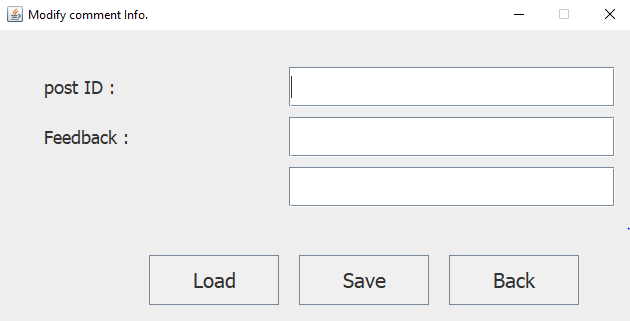 Modify comment Info.
post ID :
Feedback :
Load Save Back